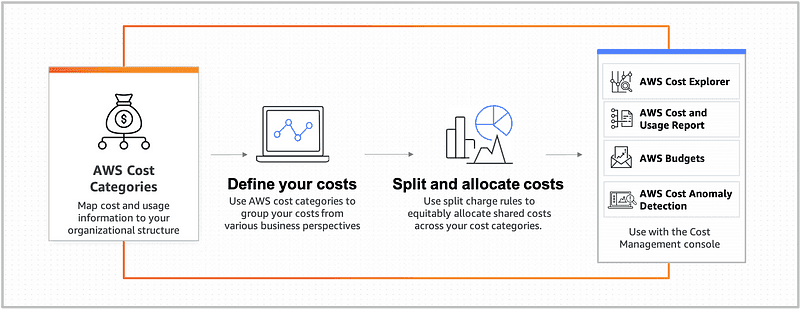 AWS Cost
Categories
Map cost and usage
information to your
organizational structure
Define your costs
Use AWS cost categories to
group your costs from
various business perspectives
Split and allocate costs
Use split charge rules to
equitably allocate shared costs
across your cost categories.
AWS Cost Explorer
AWS Cost and
Usage Report
AWS Budgets
AWS Cost Anomaly
Detection
Use with the Cost
Management console